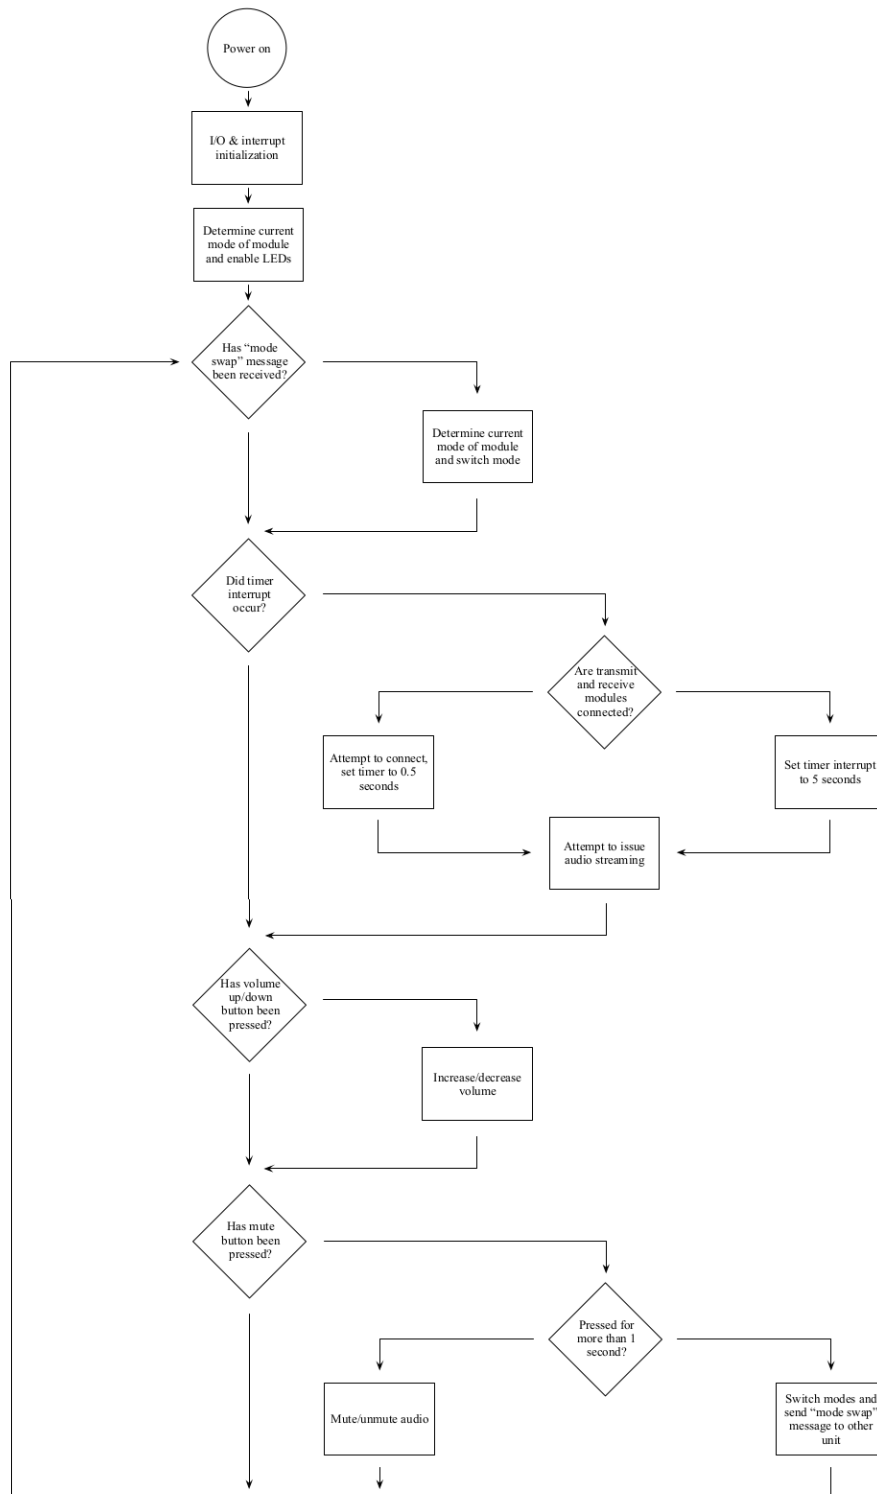 Power on
I/O & interrupt
initialization
Determine current
mode of module
and enable LEDs
Has “mode
swap” message
been received?
Determine current
mode of module
and switch mode
Did timer
interrupt
occur?
Are transmit
and receive
modules
connected?
Attempt to connect,
set timer to 0.5
seconds
Set timer interrupt
to 5 seconds
Attempt to issue
audio streaming
Has volume
up/down
button been
pressed?
Increase/decrease
volume
Has mute
button been
pressed?
Pressed for
more than 1
second?
Mute/unmute audio
Switch modes and
send “mode swap”
message to other
unit